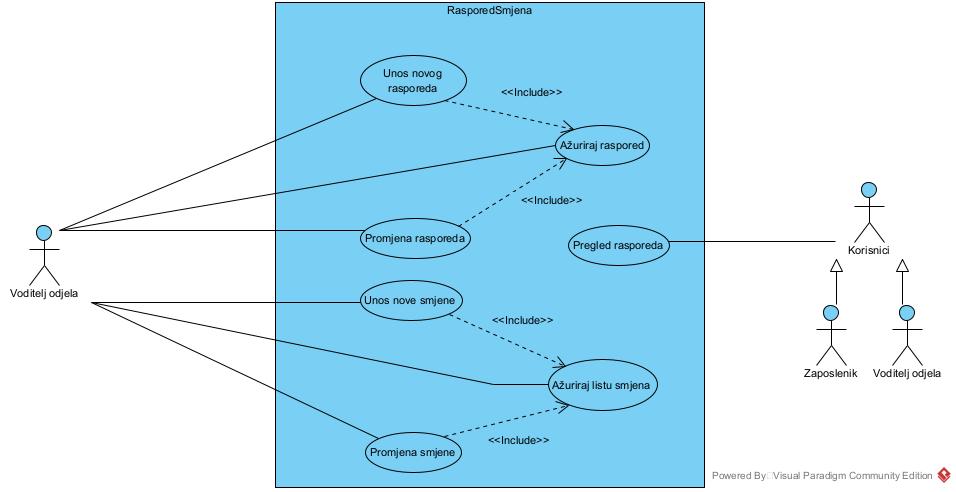 RasporedSmjena
Unos novog
rasporeda
<<Include>>
Ažuriraj raspored
<<Include>>
Promjena rasporeda
Pregled rasporeda
Korisnici
Voditelj odjela
Unos nove smjene
<<Include>>
Zaposlenik
Voditelj odjela
Ažuriraj listu smjena
<<Include>>
Promjena smjene
Powered By Visual Paradigm Community Edition